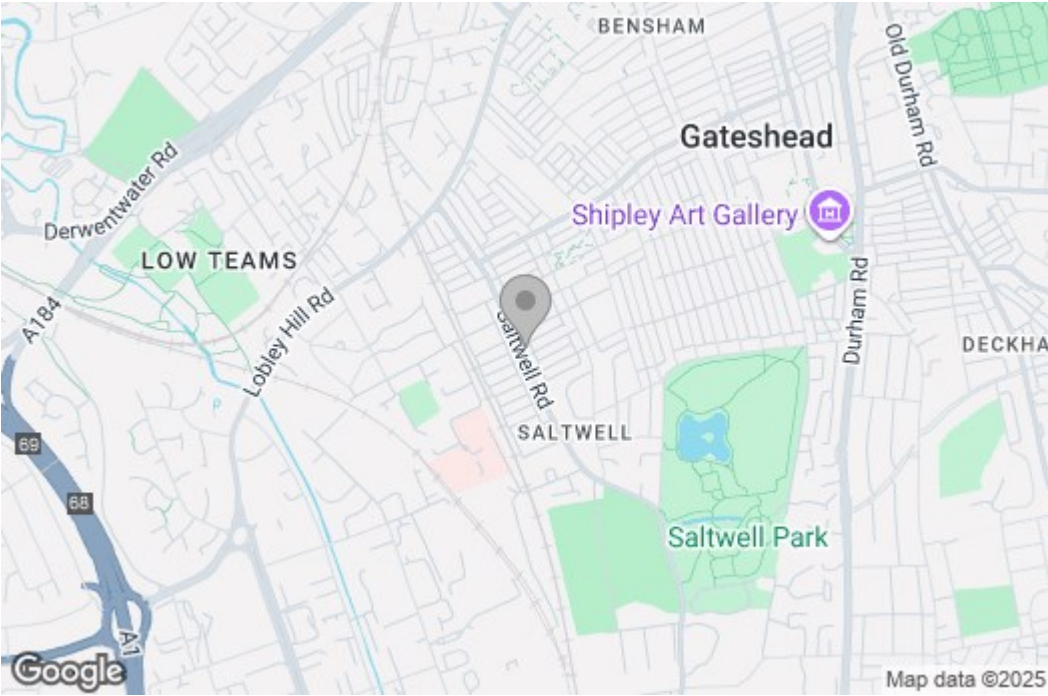 BENSHAM
Old Durham Rd
Gateshead
Derwentwater Rd
Shipley Art Gallery
LOW TEAMS
A184
Lobley Hill Rd
Saltwell Rd
Durham Rd
DECKHA
69
SALTWELL
68
Saltwell Park
A1
Google
Map data ©2025